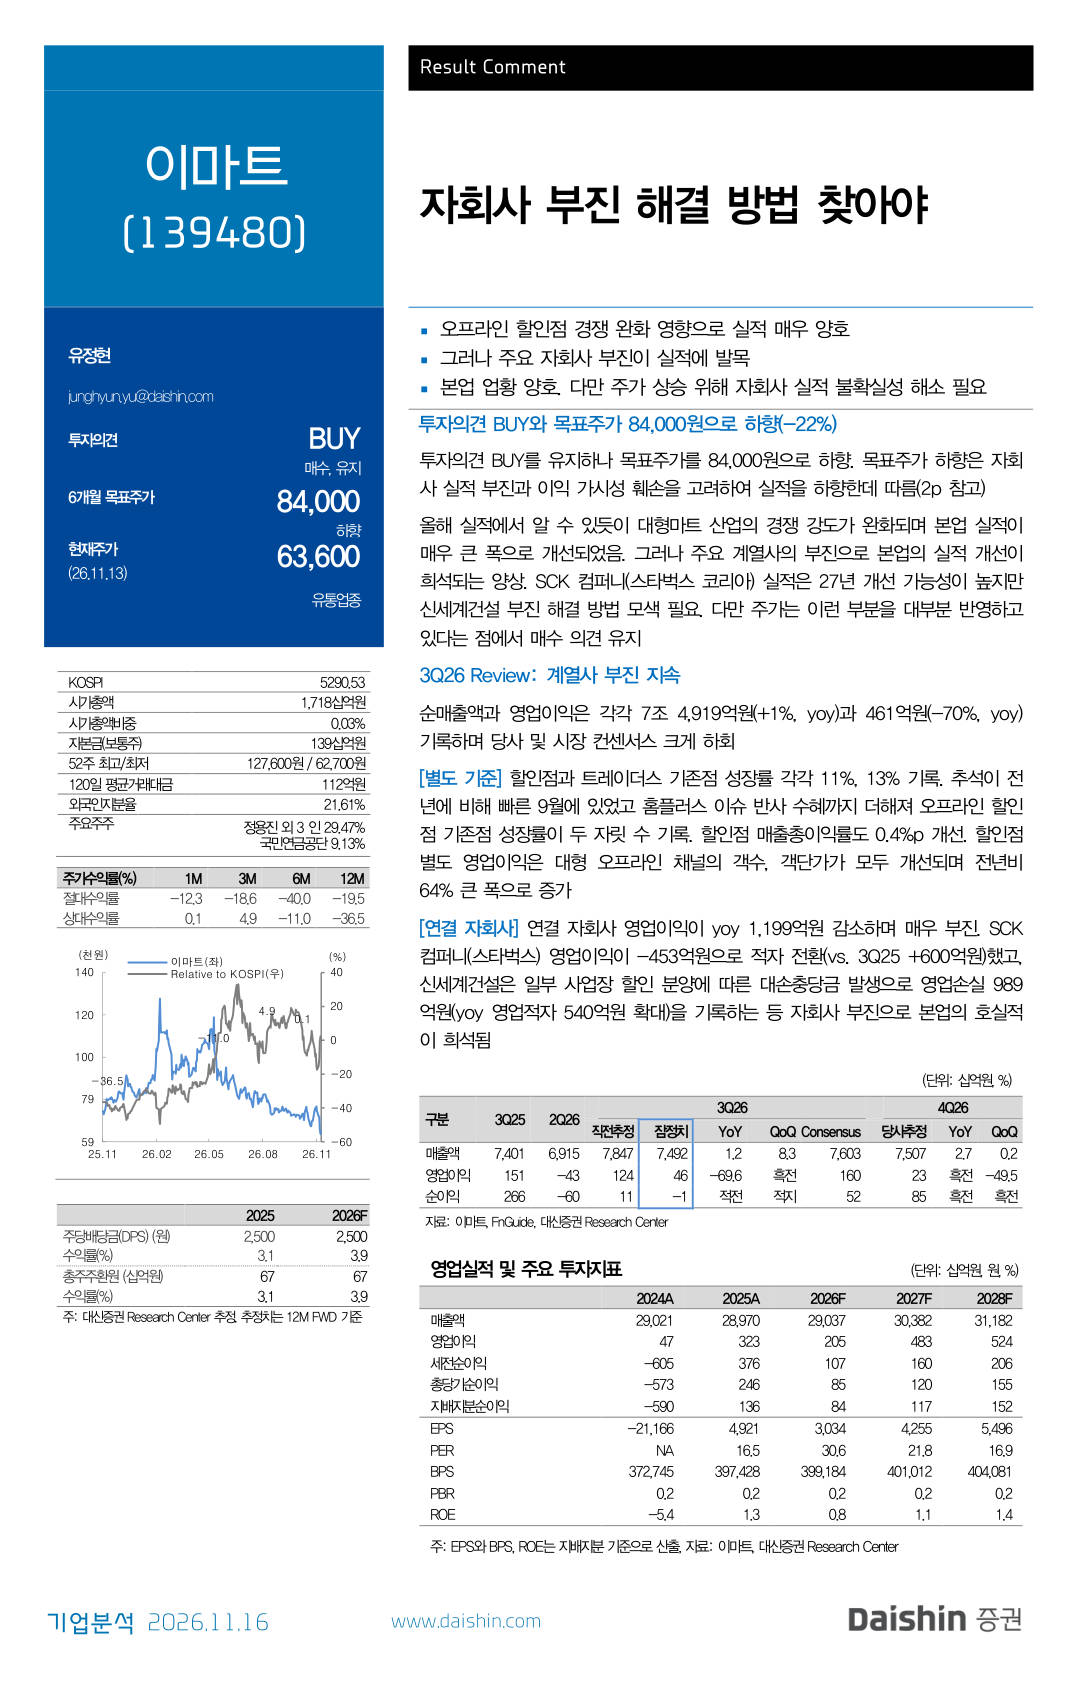 Result Comment
이마트
(139480)
자회사 부진 해결 방법 찾아야
유정현
junghyun.yu@daishin.com
투자의견 BUY
매수, 유지
6개월 목표주가 84,000
하향
현재주가 63,600
(26.11.13)
유통업종
KOSPI 5290.53
시가총액 1,718십억원
시가총액비중 0.03%
자본금(보통주) 139십억원
52주 최고/최저 127,600원 / 62,700원
120일 평균거래대금 112억원
외국인지분율 21.61%
주요주주 정용진 외 3 인 29.47%
국민연금공단 9.13%
주가수익률(%) 1M 3M 6M 12M
절대수익률 -12.3 -18.6 -40.0 -19.5
상대수익률 0.1 4.9 -11.0 -36.5
(천원) (%)
이마트(좌)
Relative to KOSPI(우)
140 40
120 20
100 0
79 -20
-40
59 -60
-36.5 -11.0 4.9 0.1
25.11 26.02 26.05 26.08 26.11
2025 2026F
주당배당금(DPS) (원) 2,500 2,500
수익률(%) 3.1 3.9
총주주환원 (십억원) 67 67
수익률(%) 3.1 3.9
주: 대신증권 Research Center 추정, 추정치는 12M FWD 기준
▪ 오프라인 할인점 경쟁 완화 영향으로 실적 매우 양호
▪ 그러나 주요 자회사 부진이 실적에 발목
▪ 본업 업황 양호. 다만 주가 상승 위해 자회사 실적 불확실성 해소 필요
투자의견 BUY와 목표주가 84,000원으로 하향(-22%)
투자의견 BUY를 유지하나 목표주가를 84,000원으로 하향. 목표주가 하향은 자회
사 실적 부진과 이익 가시성 훼손을 고려하여 실적을 하향한데 따름(2p 참고)
올해 실적에서 알 수 있듯이 대형마트 산업의 경쟁 강도가 완화되며 본업 실적이
매우 큰 폭으로 개선되었음. 그러나 주요 계열사의 부진으로 본업의 실적 개선이
희석되는 양상. SCK 컴퍼니(스타벅스 코리아) 실적은 27년 개선 가능성이 높지만
신세계건설 부진 해결 방법 모색 필요. 다만 주가는 이런 부분을 대부분 반영하고
있다는 점에서 매수 의견 유지
3Q26 Review: 계열사 부진 지속
순매출액과 영업이익은 각각 7조 4,919억원(+1%, yoy)과 461억원(-70%, yoy)
기록하며 당사 및 시장 컨센서스 크게 하회
[별도 기준] 할인점과 트레이더스 기존점 성장률 각각 11%, 13% 기록. 추석이 전
년에 비해 빠른 9월에 있었고 홈플러스 이슈 반사 수혜까지 더해져 오프라인 할인
점 기존점 성장률이 두 자릿 수 기록. 할인점 매출총이익률도 0.4%p 개선. 할인점
별도 영업이익은 대형 오프라인 채널의 객수, 객단가가 모두 개선되며 전년비
64% 큰 폭으로 증가
[연결 자회사] 연결 자회사 영업이익이 yoy 1,199억원 감소하며 매우 부진. SCK
컴퍼니(스타벅스) 영업이익이 -453억원으로 적자 전환(vs. 3Q25 +600억원)했고,
신세계건설은 일부 사업장 할인 분양에 따른 대손충당금 발생으로 영업손실 989
억원(yoy 영업적자 540억원 확대)을 기록하는 등 자회사 부진으로 본업의 호실적
이 희석됨
(단위: 십억원, %)
구분 3Q25 2Q26 3Q26 4Q26
직전추정 잠정치 YoY QoQ Consensus 당사추정 YoY QoQ
매출액 7,401 6,915 7,847 7,492 1.2 8.3 7,603 7,507 2.7 0.2
영업이익 151 -43 124 46 -69.6 흑전 160 23 흑전 -49.5
순이익 266 -60 11 -1 적전 적지 52 85 흑전 흑전
자료: 이마트, FnGuide, 대신증권 Research Center
영업실적 및 주요 투자지표 (단위: 십억원, 원, %)
2024A 2025A 2026F 2027F 2028F
매출액 29,021 28,970 29,037 30,382 31,182
영업이익 47 323 205 483 524
세전순이익 -605 376 107 160 206
총당기순이익 -573 246 85 120 155
지배지분순이익 -590 136 84 117 152
EPS -21,166 4,921 3,034 4,255 5,496
PER NA 16.5 30.6 21.8 16.9
BPS 372,745 397,428 399,184 401,012 404,081
PBR 0.2 0.2 0.2 0.2 0.2
ROE -5.4 1.3 0.8 1.1 1.4
주: EPS와 BPS, ROE는 지배지분 기준으로 산출, 자료: 이마트, 대신증권 Research Center
기업분석 2026.11.16
www.daishin.com
Daishin 증권